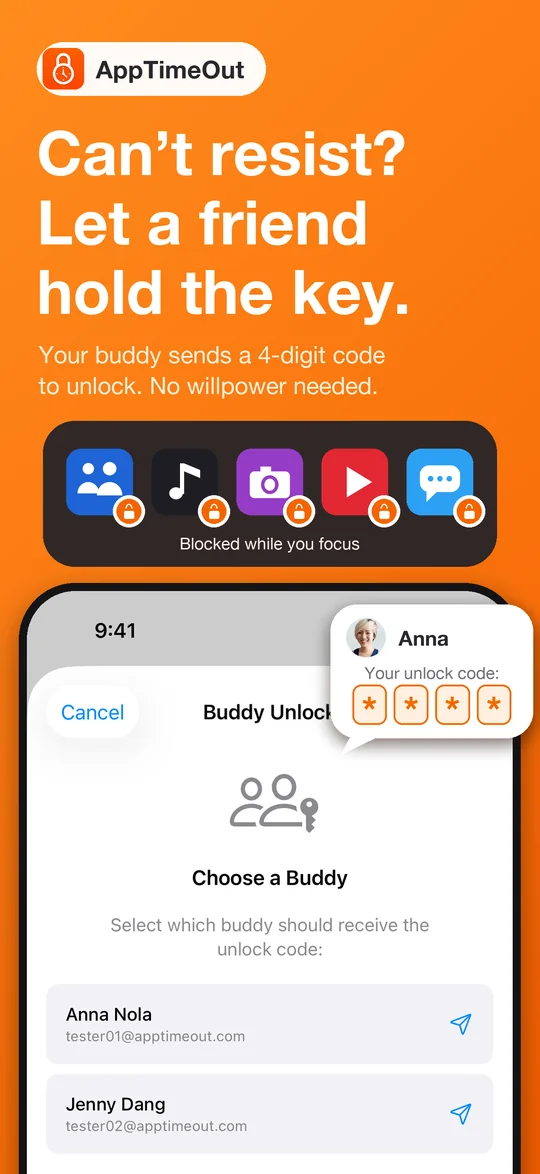 AppTimeOut
Can’t resist?
Let a friend
hold the key.
Your buddy sends a 4-digit code
to unlock. No willpower needed.
Blocked while you focus
9:41
Anna
Your unlock code:
* * * *
Cancel
Buddy Unlock
Choose a Buddy
Select which buddy should receive the
unlock code:
Anna Nola
tester01@apptimeout.com
Jenny Dang
tester02@apptimeout.com